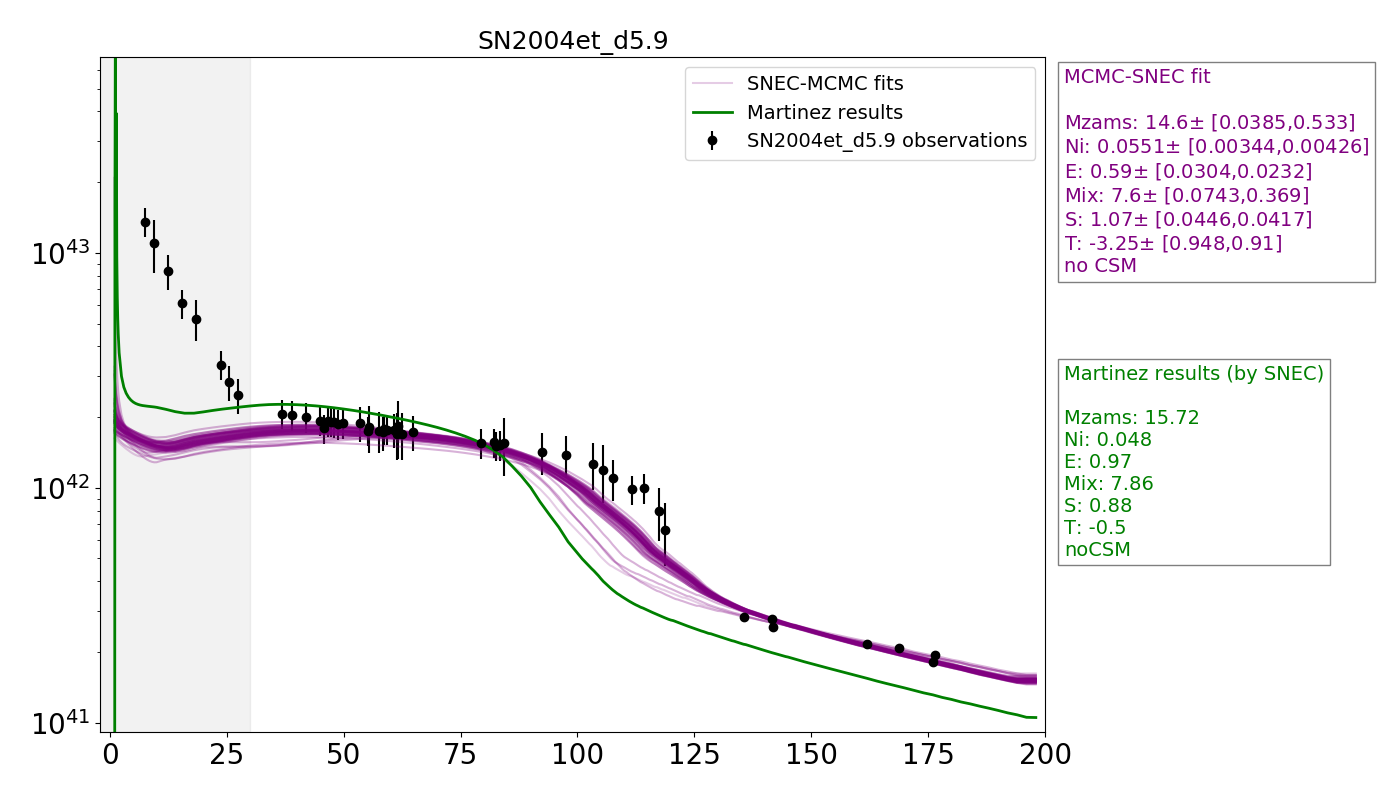 SN2004et_d5.9
SNEC-MCMC fits
Martinez results
SN2004et_d5.9 observations
10^43
10^42
10^41
0 25 50 75 100 125 150 175 200
MCMC-SNEC fit
Mzams: 14.6± [0.0385,0.533]
Ni: 0.0551± [0.00344,0.00426]
E: 0.59± [0.0304,0.0232]
Mix: 7.6± [0.0743,0.369]
S: 1.07± [0.0446,0.0417]
T: -3.25± [0.948,0.91]
no CSM
Martinez results (by SNEC)
Mzams: 15.72
Ni: 0.048
E: 0.97
Mix: 7.86
S: 0.88
T: -0.5
noCSM